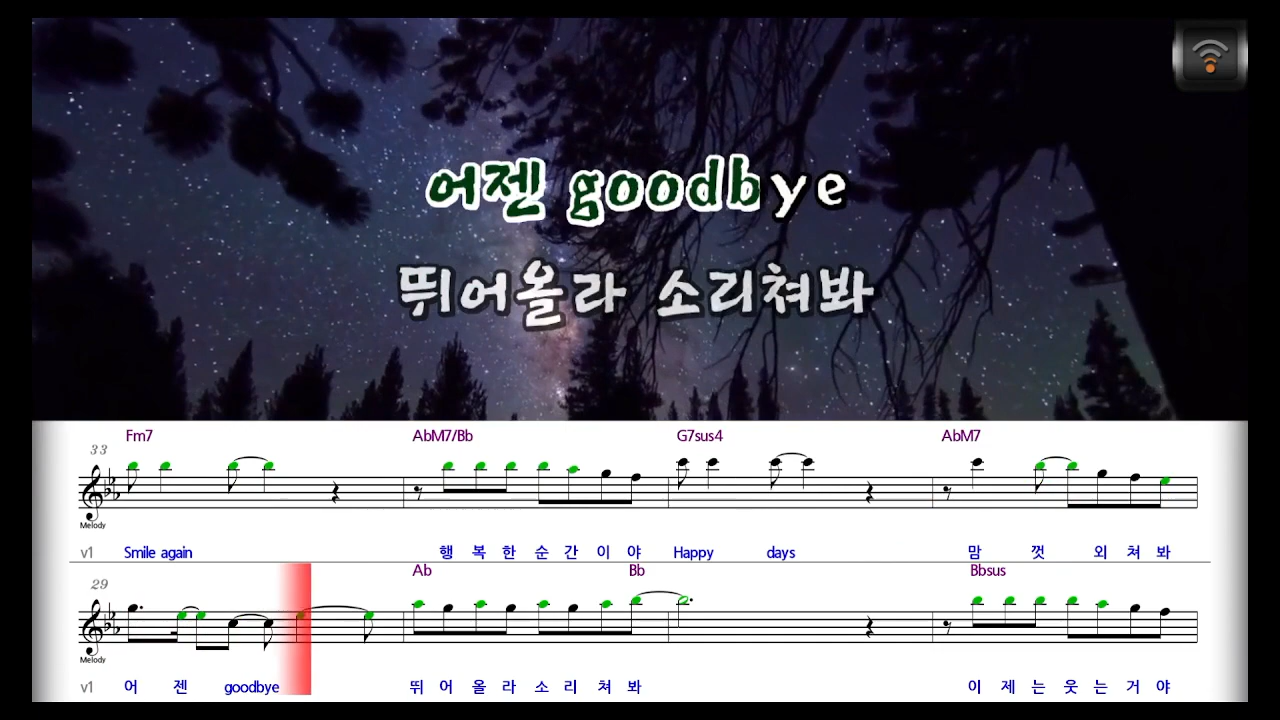 어젠 goodbye
뛰어올라 소리쳐봐
Fm7 AbM7/Bb G7sus4 AbM7
33
Melody
v1 Smile again 행 복 한 순 간 이 야 Happy days 맘 껏 외 쳐 봐
Ab Bb Bbsus
29
Melody
v1 어 젠 goodbye 뛰 어 올 라 소 리 쳐 봐 이 제 는 웃 는 거 야